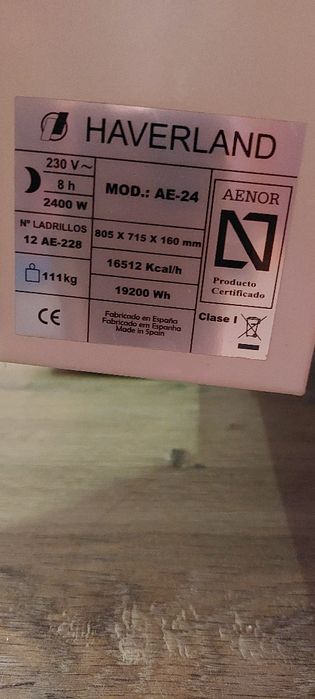 HAVERLAND
230 V~
8 h
2400 W
MOD.: AE-24
AENOR
N
Producto
Certificado
Nº LADRILLOS
12 AE-228
805 X 715 X 160 mm
16512 Kcal/h
19200 Wh
111kg
CE
Fabricado en España
Fabricado em Espanha
Made in Spain
Clase I